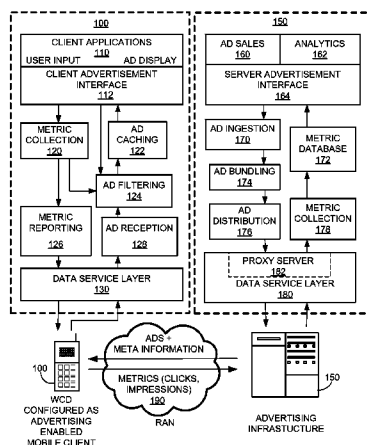 100
CLIENT APPLICATIONS
110
USER INPUT AD DISPLAY
CLIENT ADVERTISEMENT
INTERFACE
112
METRIC
COLLECTION
120
AD
CACHING
122
AD FILTERING
124
METRIC
REPORTING
126
AD RECEPTION
128
DATA SERVICE LAYER
130
150
AD SALES
160
ANALYTICS
162
SERVER ADVERTISEMENT
INTERFACE
164
AD INGESTION
170
METRIC
DATABASE
172
AD BUNDLING
174
AD
DISTRIBUTION
176
METRIC
COLLECTION
178
PROXY SERVER
182
DATA SERVICE LAYER
180
100
WCD
CONFIGURED AS
ADVERTISING
ENABLED
MOBILE CLIENT
ADS +
META INFORMATION
METRICS (CLICKS,
IMPRESSIONS)
190
RAN
150
ADVERTISING
INFRASTUCTURE